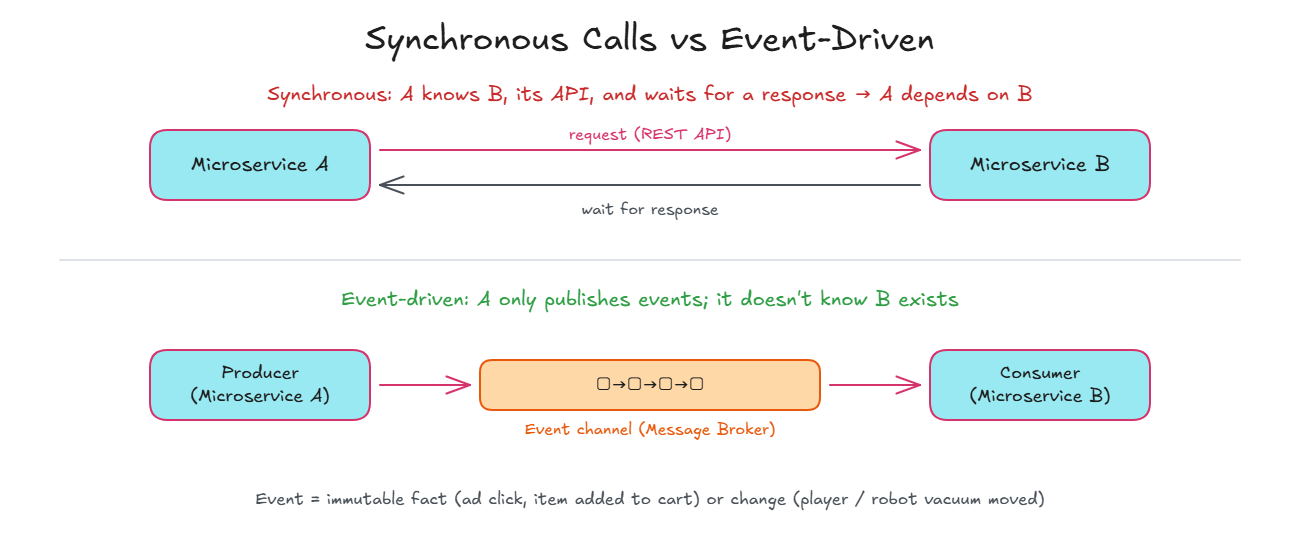 Synchronous Calls vs Event-Driven
Synchronous: A knows B, its API, and waits for a response → A depends on B
request (REST API)
Microservice A
Microservice B
wait for response
Event-driven: A only publishes events; it doesn't know B exists
Producer
(Microservice A)
▢→▢→▢→▢
Consumer
(Microservice B)
Event channel (Message Broker)
Event = immutable fact (ad click, item added to cart) or change (player / robot vacuum moved)